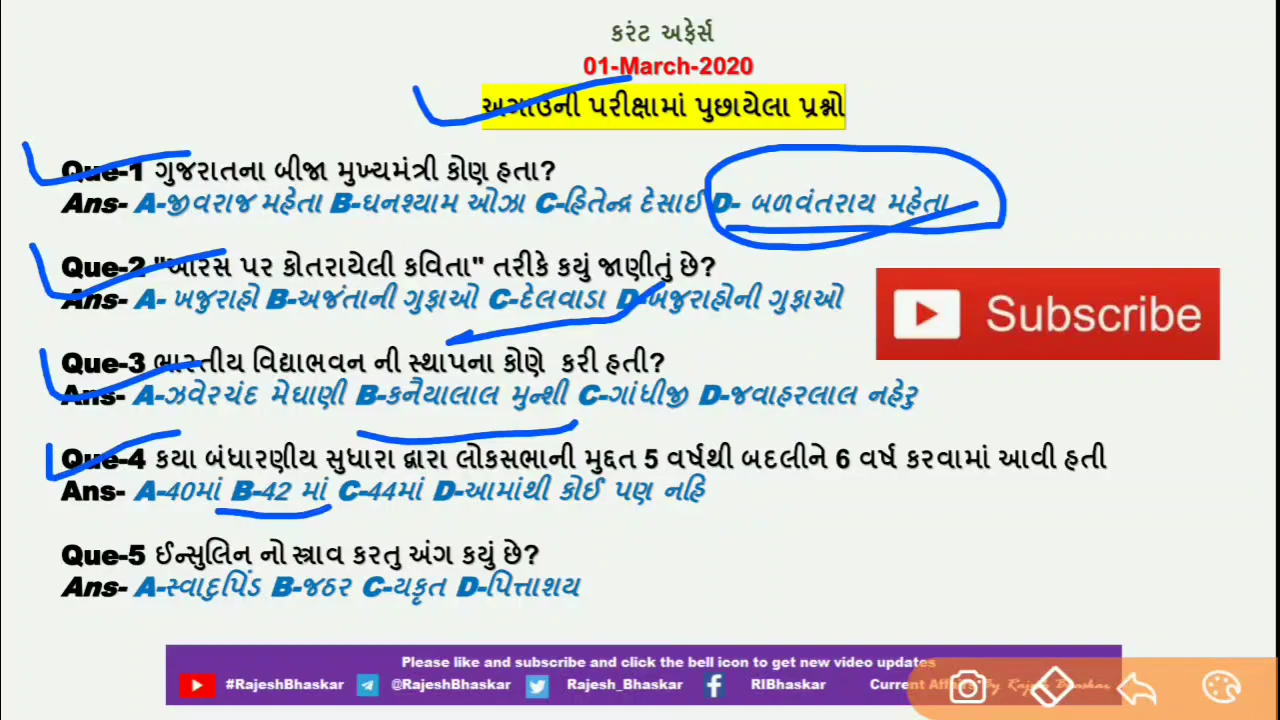 કરંટ અફેર્સ
01-March-2020
અગાઉની પરીક્ષામાં પુછાયેલા પ્રશ્નો
Que-1 ગુજરાતના બીજા મુખ્યમંત્રી કોણ હતા?
Ans- A-જીવરાજ મહેતા B-ઘનશ્યામ ઓઝા C-હિતેન્દ્ર દેસાઈ D- બળવંતરાય મહેતા
Que-2 "આરસ પર કોતરાયેલી કવિતા" તરીકે કયું જાણીતું છે?
Ans- A- ખજુરાહો B-અજંતાની ગુફાઓ C-દેલવાડા D-ખજુરાહોની ગુફાઓ
Subscribe
Que-3 ભારતીય વિદ્યાભવન ની સ્થાપના કોણે કરી હતી?
Ans- A-ઝવેરચંદ મેઘાણી B-કનૈયાલાલ મુન્શી C-ગાંધીજી D-જવાહરલાલ નહેરુ
Que-4 કયા બંધારણીય સુધારા દ્વારા લોકસભાની મુદ્દત 5 વર્ષથી બદલીને 6 વર્ષ કરવામાં આવી હતી
Ans- A-40માં B-42 માં C-44માં D-આમાંથી કોઈ પણ નહિ
Que-5 ઈન્સુલિન નો સ્ત્રાવ કરતુ અંગ કયું છે?
Ans- A-સ્વાદુપિંડ B-જઠર C-યકૃત D-પિત્તાશય
Please like and subscribe and click the bell icon to get new video updates
#RajeshBhaskar @RajeshBhaskar Rajesh_Bhaskar RIBhaskar Current Affairs By Rajesh Bhaskar